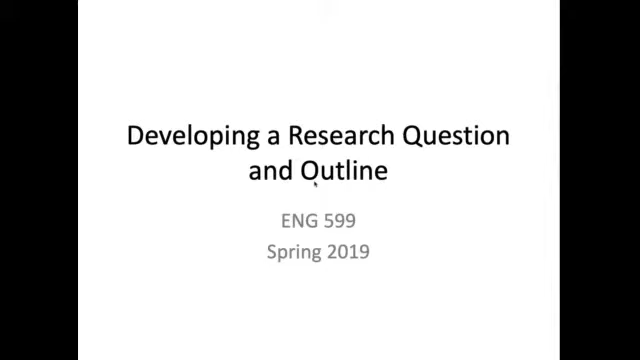 Developing a Research Question
and Outline
ENG 599
Spring 2019